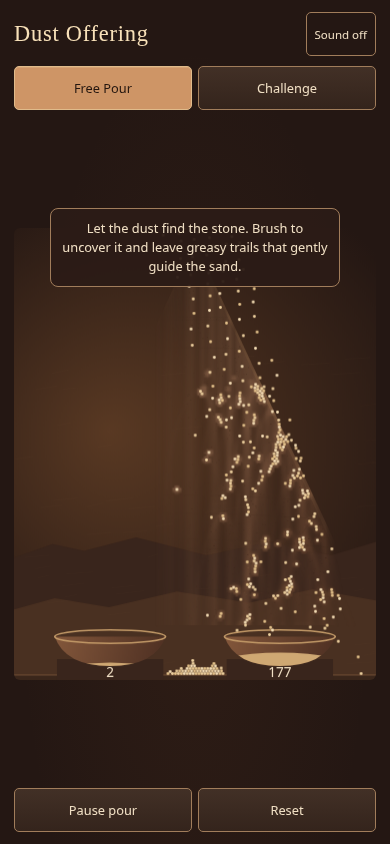 Dust Offering
Sound off
Free Pour
Challenge
Let the dust find the stone. Brush to
uncover it and leave greasy trails that gently
guide the sand.
2
177
Pause pour
Reset